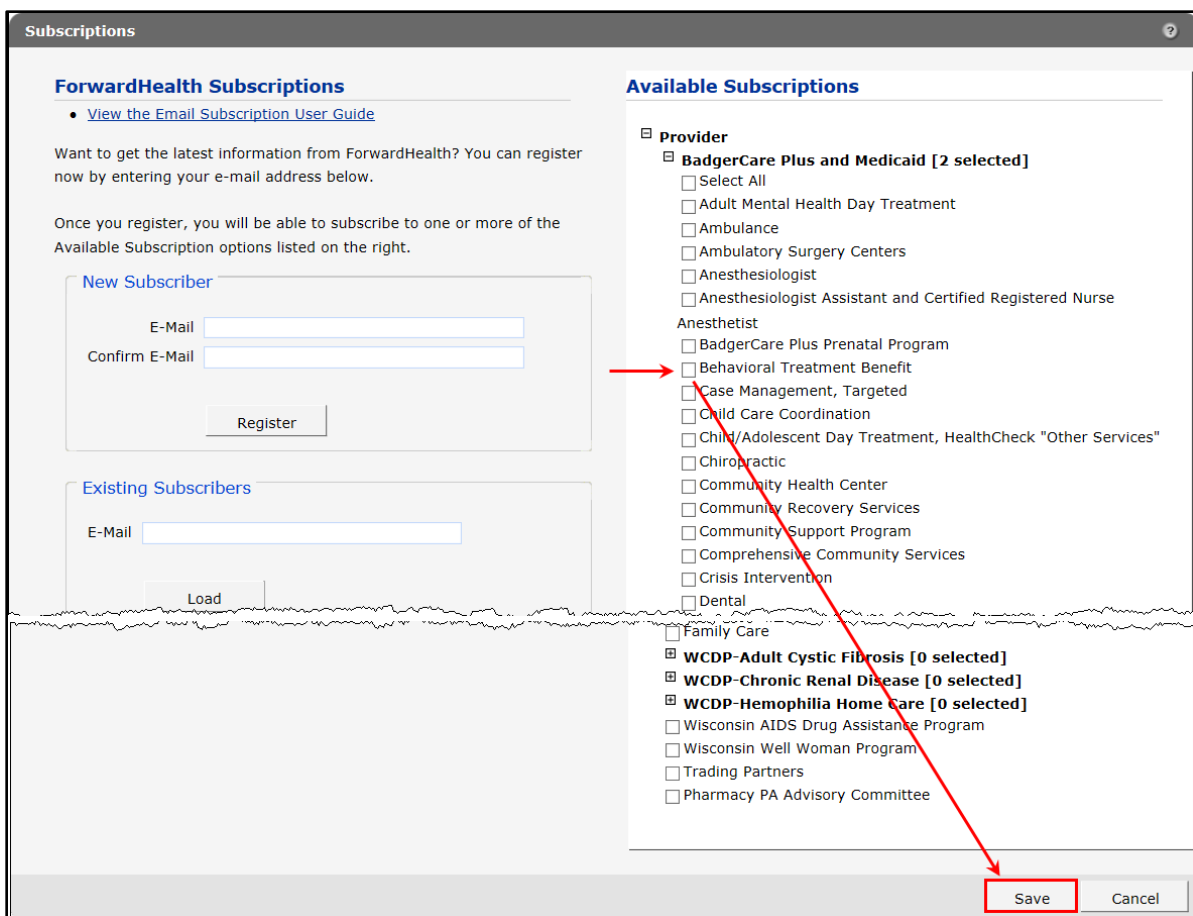 Subscriptions
?
ForwardHealth Subscriptions
• View the Email Subscription User Guide
Want to get the latest information from ForwardHealth? You can register
now by entering your e-mail address below.
Once you register, you will be able to subscribe to one or more of the
Available Subscription options listed on the right.
New Subscriber
E-Mail
Confirm E-Mail
Register
Existing Subscribers
E-Mail
Load
Available Subscriptions
Provider
BadgerCare Plus and Medicaid [2 selected]
Select All
Adult Mental Health Day Treatment
Ambulance
Ambulatory Surgery Centers
Anesthesiologist
Anesthesiologist Assistant and Certified Registered Nurse
Anesthetist
BadgerCare Plus Prenatal Program
Behavioral Treatment Benefit
Case Management, Targeted
Child Care Coordination
Child/Adolescent Day Treatment, HealthCheck "Other Services"
Chiropractic
Community Health Center
Community Recovery Services
Community Support Program
Comprehensive Community Services
Crisis Intervention
Dental
Family Care
WCDP-Adult Cystic Fibrosis [0 selected]
WCDP-Chronic Renal Disease [0 selected]
WCDP-Hemophilia Home Care [0 selected]
Wisconsin AIDS Drug Assistance Program
Wisconsin Well Woman Program
Trading Partners
Pharmacy PA Advisory Committee
Save
Cancel